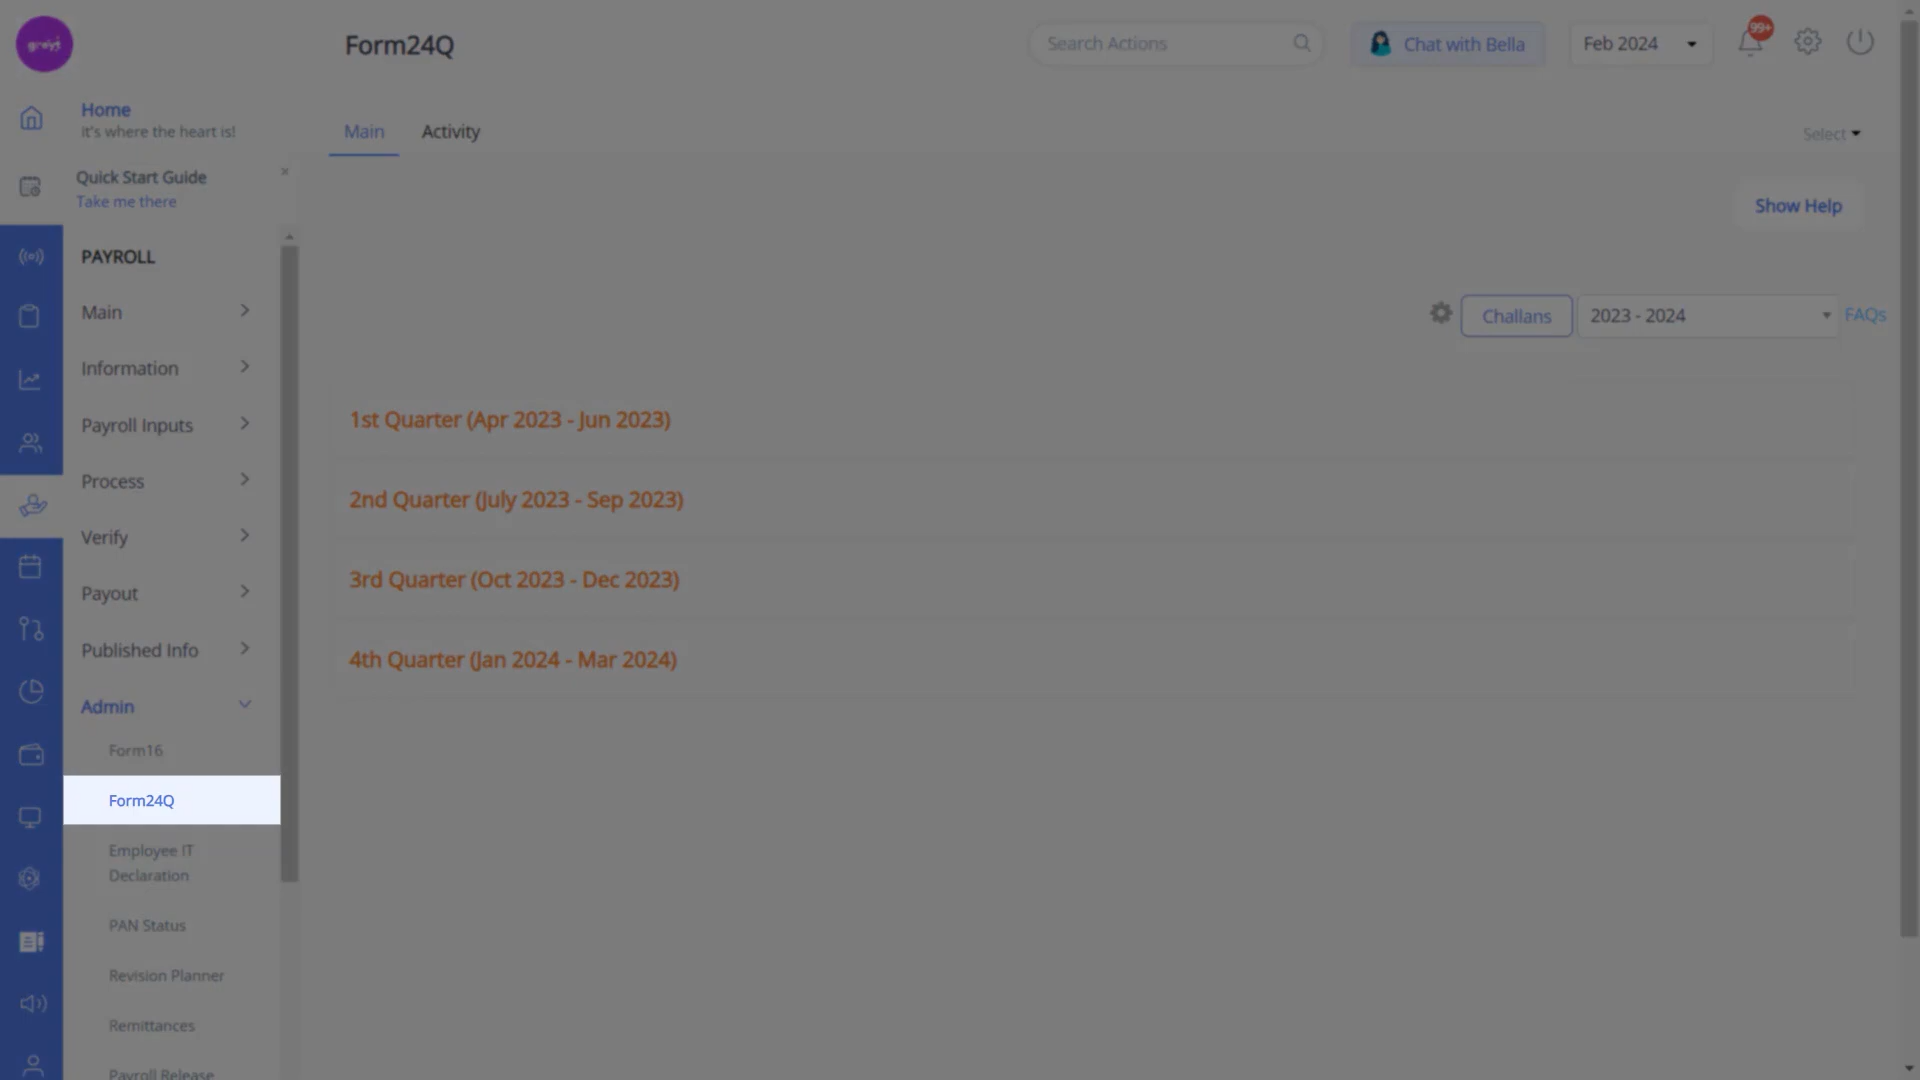 greyt
Form24Q
Search Actions
Chat with Bella
Feb 2024
99+
Home
It's where the heart is!
Main
Activity
Select
Quick Start Guide
Take me there
Show Help
PAYROLL
Main
Information
Payroll Inputs
Process
Verify
Payout
Published Info
Admin
Form16
Form24Q
Employee IT
Declaration
PAN Status
Revision Planner
Remittances
Payroll Release
Challans
2023 - 2024
FAQs
1st Quarter (Apr 2023 - Jun 2023)
2nd Quarter (July 2023 - Sep 2023)
3rd Quarter (Oct 2023 - Dec 2023)
4th Quarter (Jan 2024 - Mar 2024)